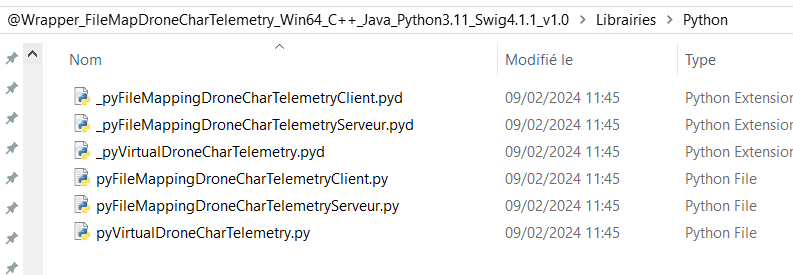 @Wrapper_FileMapDroneCharTelemetry_Win64_C++_Java_Python3.11_Swig4.1.1_v1.0 > Librairies > Python
Nom Modifié le Type
_pyFileMappingDroneCharTelemetryClient.pyd 09/02/2024 11:45 Python Extension
_pyFileMappingDroneCharTelemetryServeur.pyd 09/02/2024 11:45 Python Extension
_pyVirtualDroneCharTelemetry.pyd 09/02/2024 11:45 Python Extension
pyFileMappingDroneCharTelemetryClient.py 09/02/2024 11:45 Python File
pyFileMappingDroneCharTelemetryServeur.py 09/02/2024 11:45 Python File
pyVirtualDroneCharTelemetry.py 09/02/2024 11:45 Python File